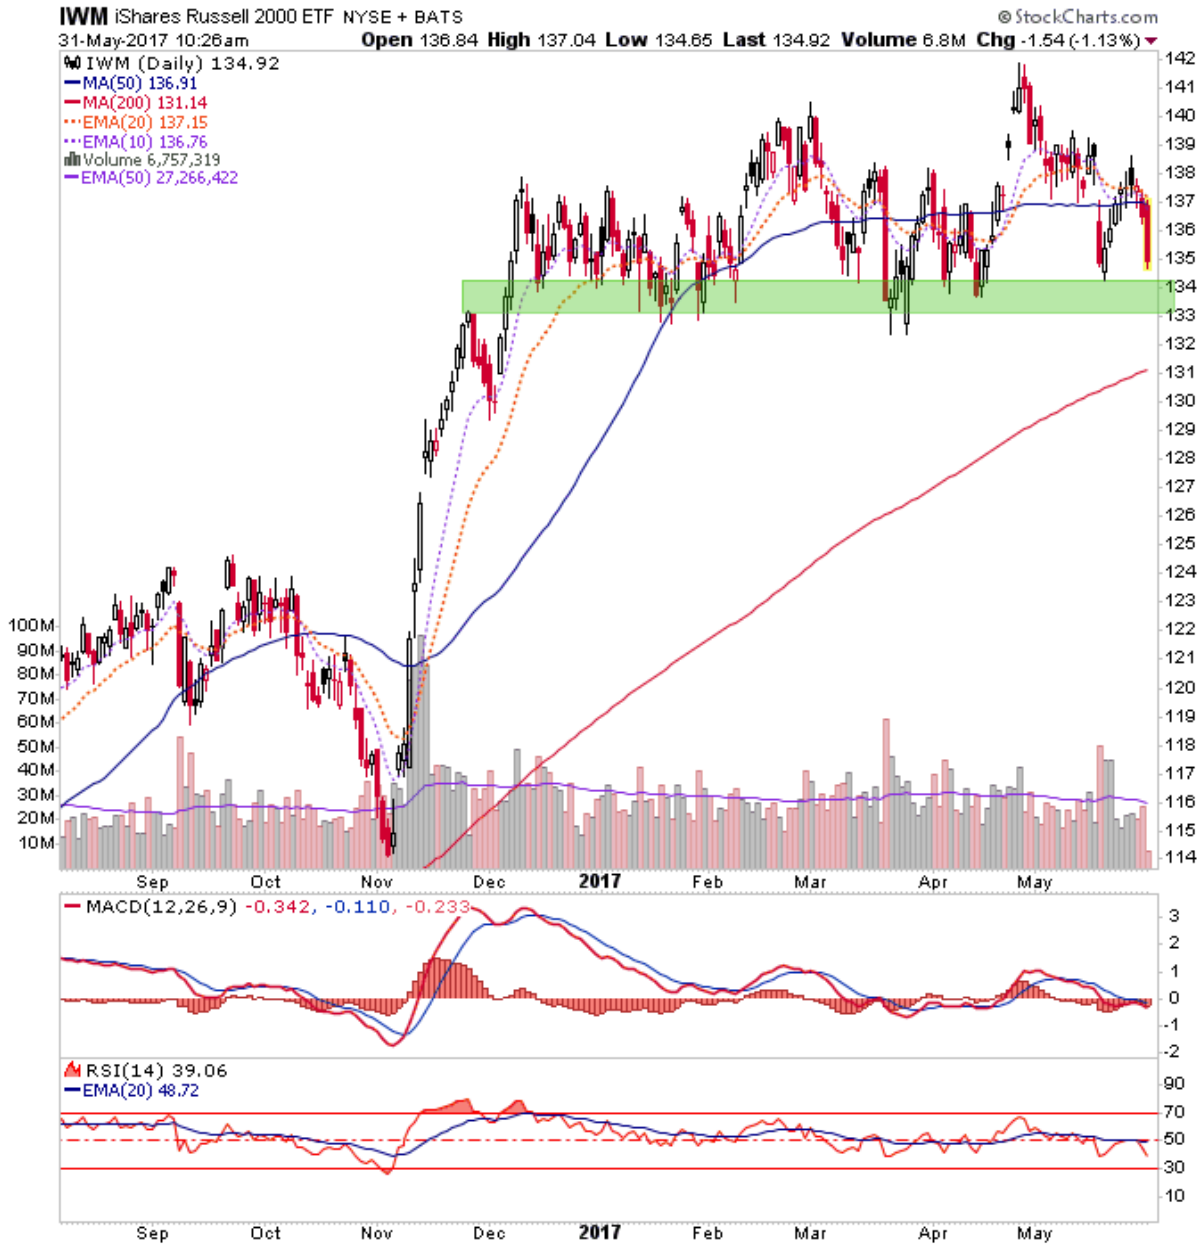 IWM iShares Russell 2000 ETF NYSE + BATS
© StockCharts.com
31-May-2017 10:26am
Open 136.84 High 137.04 Low 134.65 Last 134.92 Volume 6.8M Chg -1.54 (-1.13%)
IWM (Daily) 134.92
MA(50) 136.91
MA(200) 131.14
EMA(20) 137.15
EMA(10) 136.76
Volume 6,757,319
EMA(50) 27,266,422
142
141
140
139
138
137
136
135
134
133
132
131
130
129
128
127
126
125
124
123
122
121
120
119
118
117
116
115
114
100M
90M
80M
70M
60M
50M
40M
30M
20M
10M
Sep Oct Nov Dec 2017 Feb Mar Apr May
MACD(12,26,9) -0.342, -0.110, -0.233
3
2
1
0
-1
-2
RSI(14) 39.06
EMA(20) 48.72
90
70
50
30
10
Sep Oct Nov Dec 2017 Feb Mar Apr May